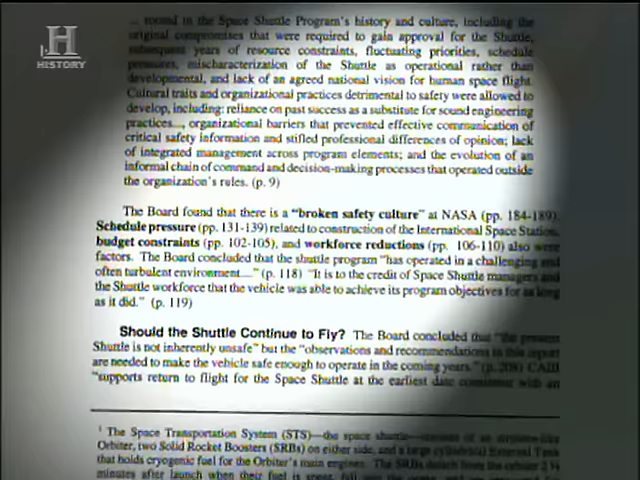 H
HISTORY
... rooted in the Space Shuttle Program's history and culture, including the
original compromises that were required to gain approval for the Shuttle,
subsequent years of resource constraints, fluctuating priorities, schedule
pressures, mischaracterization of the Shuttle as operational rather than
developmental, and lack of an agreed national vision for human space flight.
Cultural traits and organizational practices detrimental to safety were allowed to
develop, including: reliance on past success as a substitute for sound engineering
practices..., organizational barriers that prevented effective communication of
critical safety information and stifled professional differences of opinion; lack
of integrated management across program elements; and the evolution of an
informal chain of command and decision-making processes that operated outside
the organization's rules. (p. 9)
The Board found that there is a "broken safety culture" at NASA (pp. 184-189).
Schedule pressure (pp. 131-139) related to construction of the International Space Station,
budget constraints (pp. 102-105), and workforce reductions (pp. 106-110) also were
factors. The Board concluded that the shuttle program "has operated in a challenging and
often turbulent environment...." (p. 118) "It is to the credit of Space Shuttle managers and
the Shuttle workforce that the vehicle was able to achieve its program objectives for as long
as it did." (p. 119)
Should the Shuttle Continue to Fly? The Board concluded that "the present
Shuttle is not inherently unsafe" but the "observations and recommendations in this report
are needed to make the vehicle safe enough to operate in the coming years." (p. 208) CAIB
"supports return to flight for the Space Shuttle at the earliest date consistent with an
1 The Space Transportation System (STS)—the space shuttle—consists of an airplane-like
Orbiter, two Solid Rocket Boosters (SRBs) on either side, and a large cylindrical External Tank
that holds cryogenic fuel for the Orbiter's main engines. The SRBs detach from the orbiter 2 ½
minutes after launch when their fuel is spent